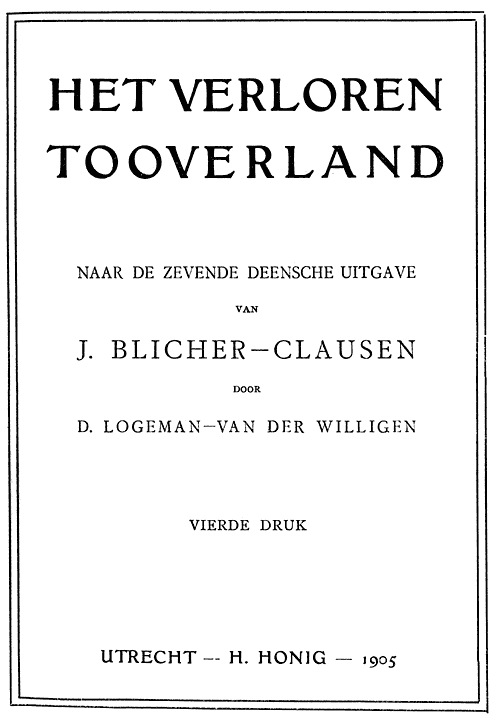 HET VERLOREN
TOOVERLAND
NAAR DE ZEVENDE DEENSCHE UITGAVE
VAN
J. BLICHER—CLAUSEN
DOOR
D. LOGEMAN—VAN DER WILLIGEN
VIERDE DRUK
UTRECHT — H. HONIG — 1905